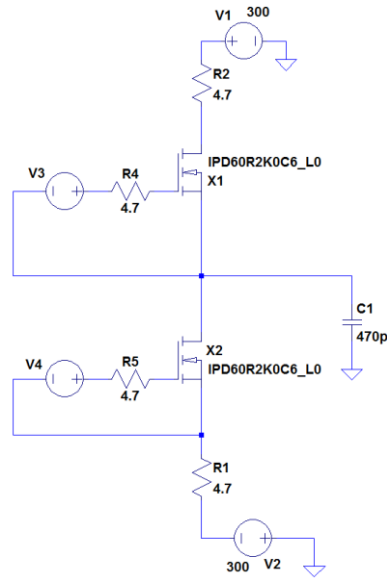 V1
300
R2
4.7
IPD60R2K0C6_L0
X1
V3
R4
4.7
C1
470p
X2
IPD60R2K0C6_L0
V4
R5
4.7
R1
4.7
300
V2